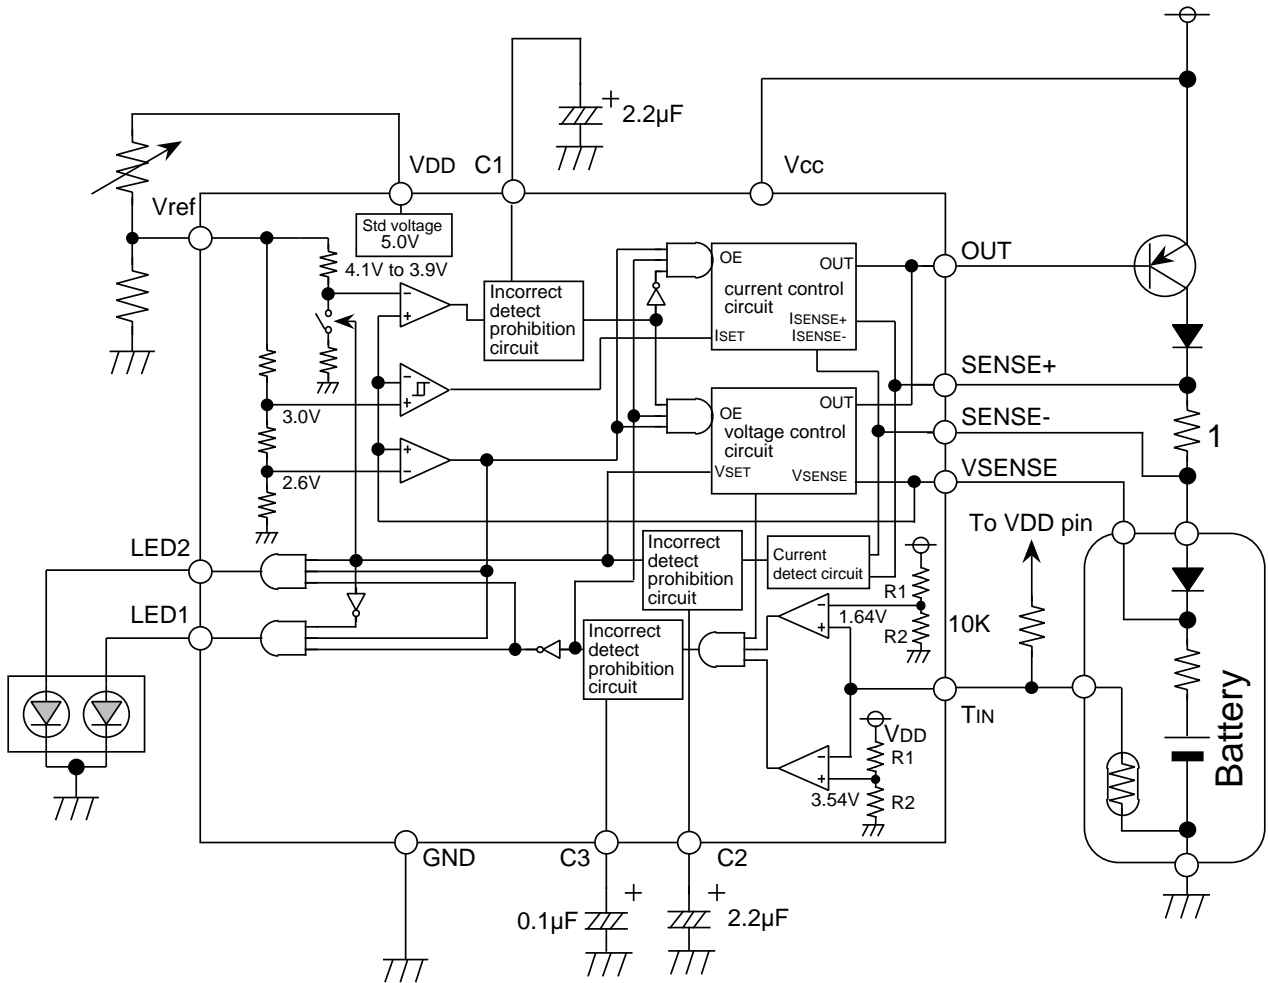 +
2.2µF
VDD
C1
Vcc
Vref
Std voltage
5.0V
4.1V to 3.9V
−
+
Incorrect
detect
prohibition
circuit
OE
OUT
current control
circuit
ISENSE+
ISENSE-
ISET
OUT
SENSE+
−
+
3.0V
OE
OUT
voltage control
circuit
VSET
VSENSE
SENSE-
1
+
−
2.6V
VSENSE
To VDD pin
LED2
Incorrect
detect
prohibition
circuit
Current
detect circuit
R1
−
+
1.64V
R2
10K
LED1
Incorrect
detect
prohibition
circuit
TIN
VDD
−
+
R1
3.54V
R2
Battery
GND
C3
C2
+
0.1µF
+
2.2µF